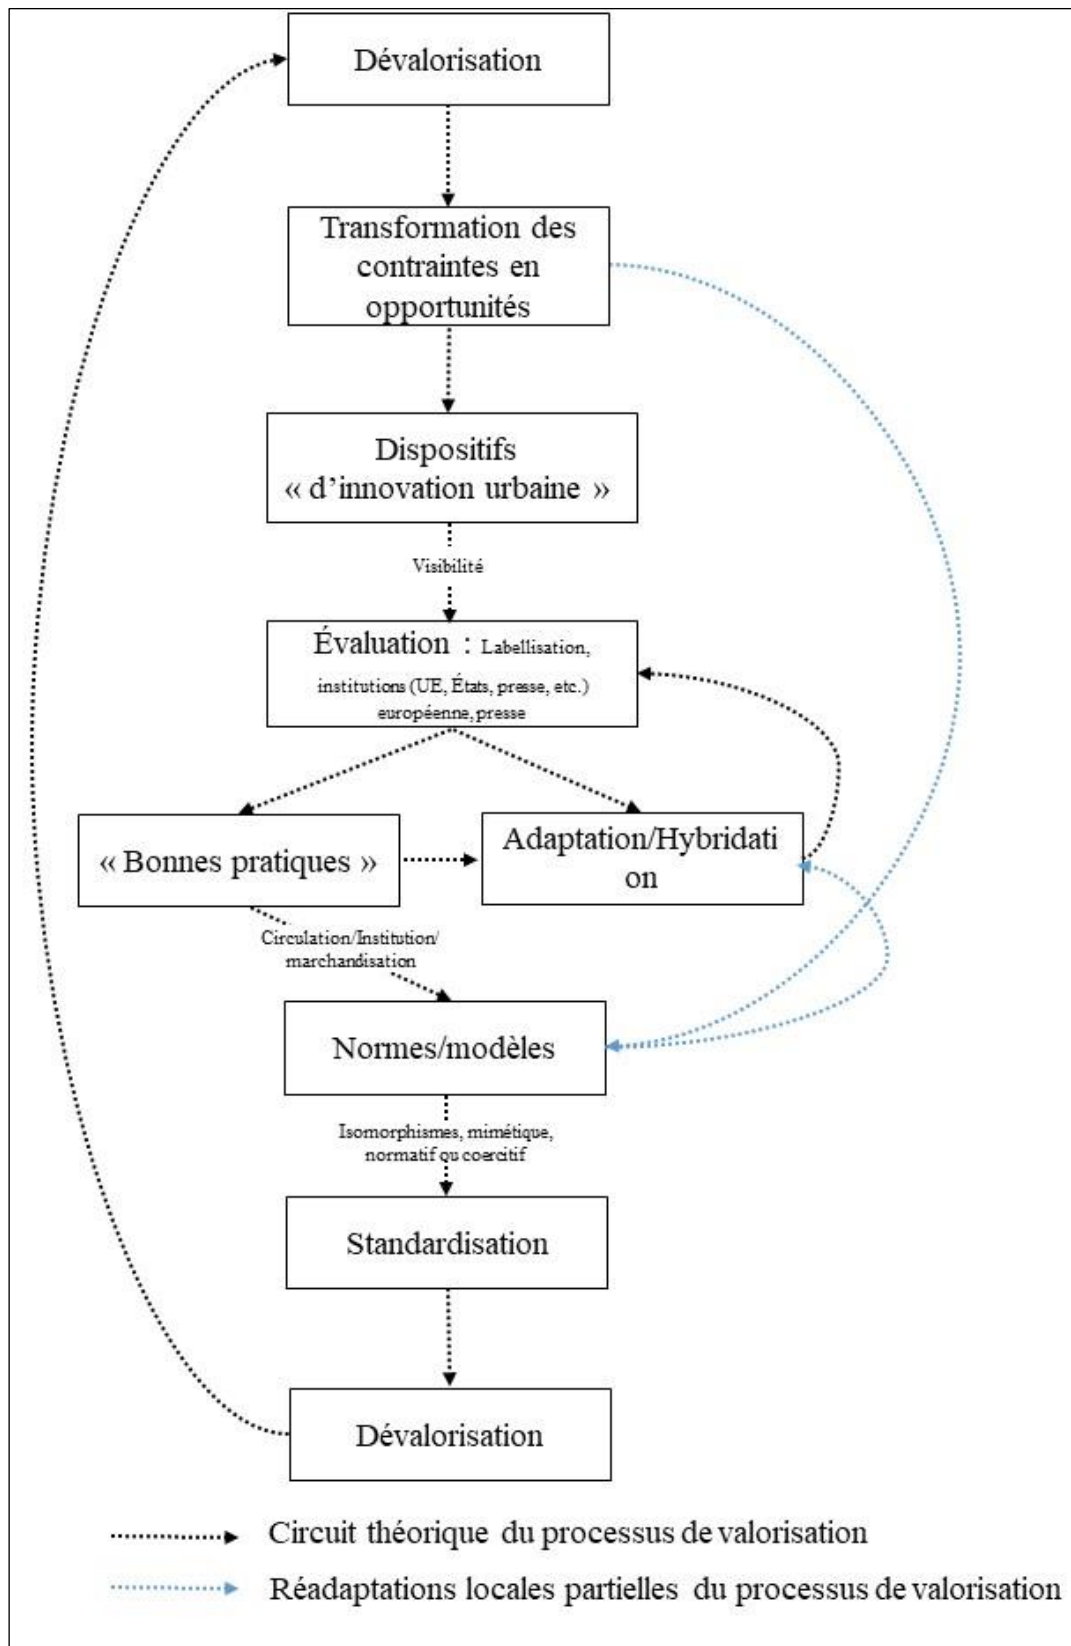 Dévalorisation
Transformation des
contraintes en
opportunités
Dispositifs
« d’innovation urbaine »
Visibilité
Évaluation : Labellisation,
institutions (UE, États, presse, etc.)
européenne, presse
« Bonnes pratiques »
Adaptation/Hybridati
on
Circulation/Institution/
marchandisation
Normes/modèles
Isomorphismes, mimétique,
normatif ou coercitif
Standardisation
Dévalorisation
Circuit théorique du processus de valorisation
Réadaptations locales partielles du processus de valorisation